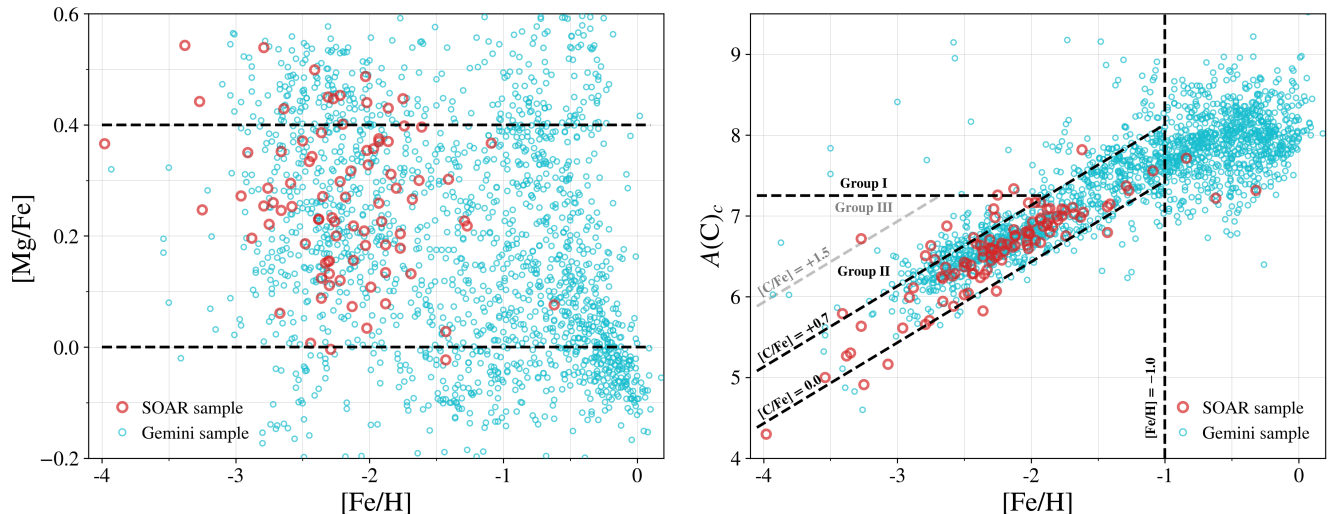 0.6
0.4
0.2
0.0
−0.2
[Mg/Fe]
SOAR sample
Gemini sample
-4
-3
-2
-1
0
[Fe/H]
9
8
7
6
5
4
A(C)c
Group I
Group III
[C/Fe] = +1.5
Group II
[C/Fe] = +0.7
[C/Fe] = 0.0
[Fe/H] = −1.0
SOAR sample
Gemini sample
-4
-3
-2
-1
0
[Fe/H]